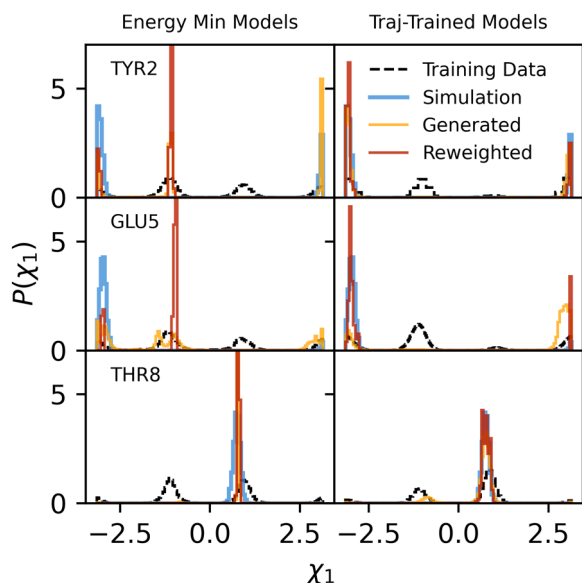 Energy Min Models Traj-Trained Models
TYR2
Training Data
Simulation
Generated
Reweighted
5
0
GLU5
5
0
THR8
5
0
P(χ₁)
−2.5 0.0 2.5 −2.5 0.0 2.5
χ₁